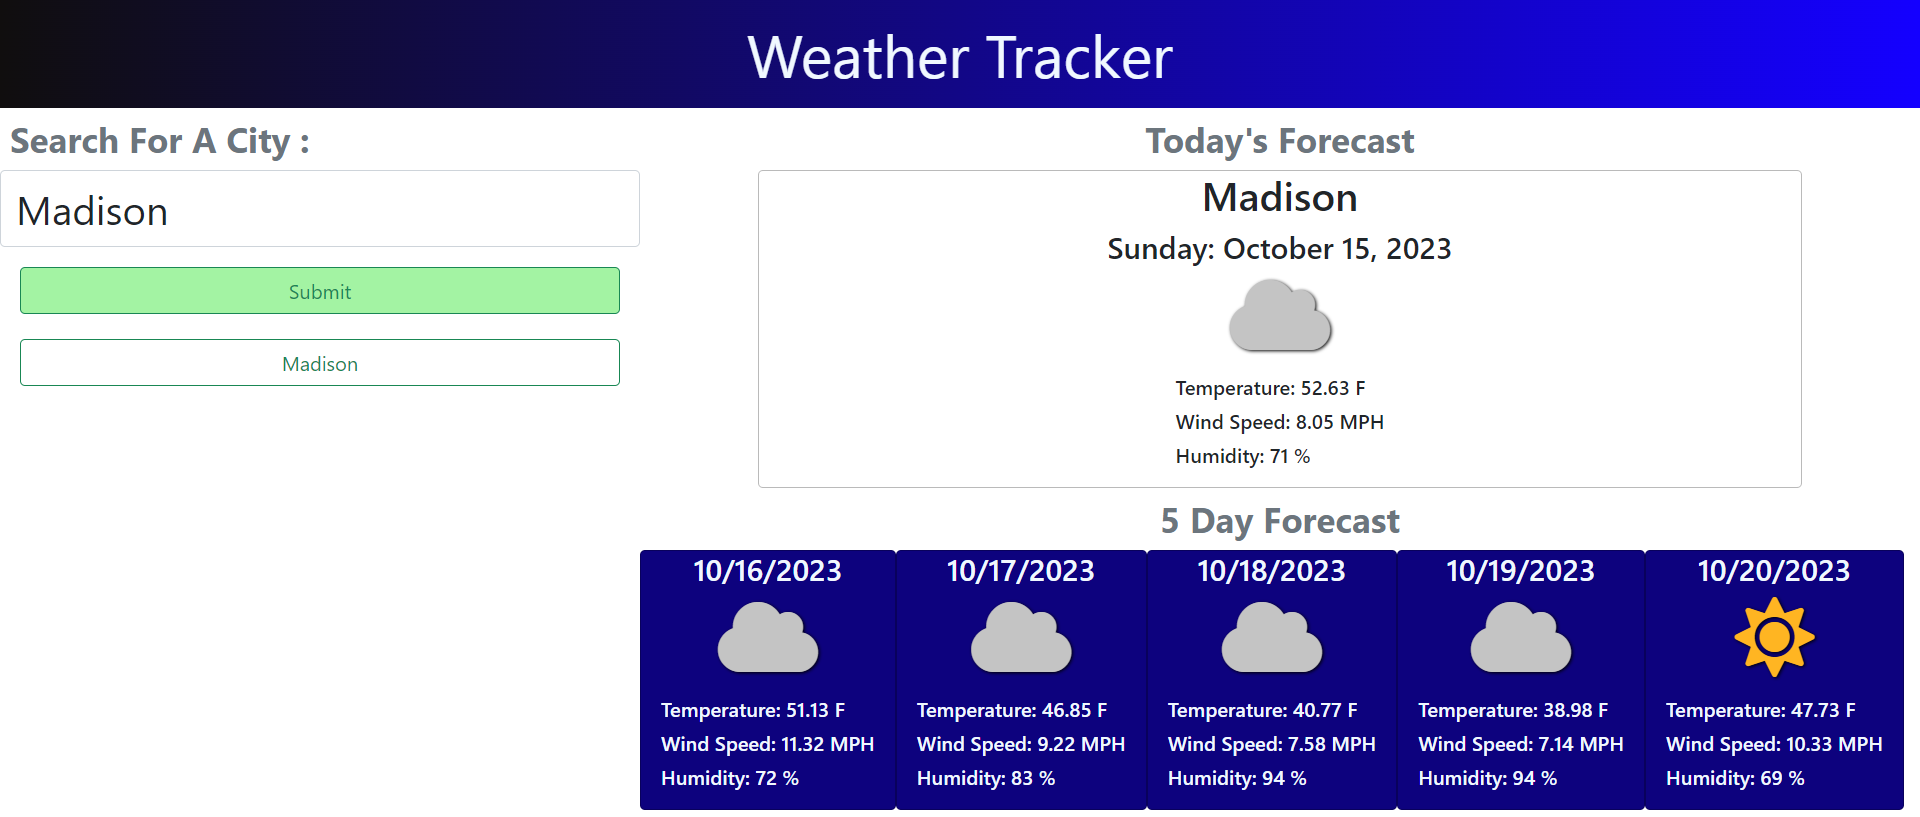 Weather Tracker
Search For A City :
Madison
Submit
Madison
Today's Forecast
Madison
Sunday: October 15, 2023
Temperature: 52.63 F
Wind Speed: 8.05 MPH
Humidity: 71 %
5 Day Forecast
10/16/2023
Temperature: 51.13 F
Wind Speed: 11.32 MPH
Humidity: 72 %
10/17/2023
Temperature: 46.85 F
Wind Speed: 9.22 MPH
Humidity: 83 %
10/18/2023
Temperature: 40.77 F
Wind Speed: 7.58 MPH
Humidity: 94 %
10/19/2023
Temperature: 38.98 F
Wind Speed: 7.14 MPH
Humidity: 94 %
10/20/2023
Temperature: 47.73 F
Wind Speed: 10.33 MPH
Humidity: 69 %